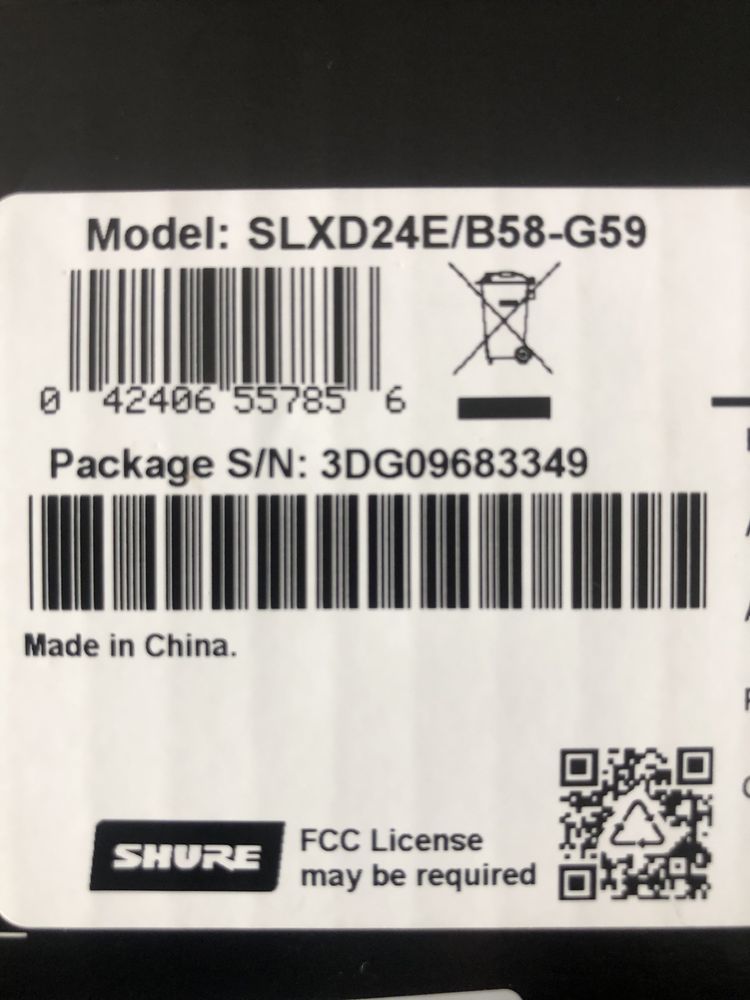 Model: SLXD24E/B58-G59
0 42406 55785 6
Package S/N: 3DG09683349
Made in China.
SHURE
FCC License
may be required